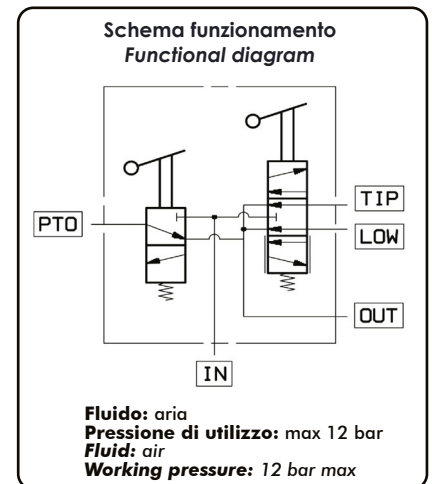 Schema funzionamento
Functional diagram
TIP
PTO
LOW
OUT
IN
Fluido: aria
Pressione di utilizzo: max 12 bar
Fluid: air
Working pressure: 12 bar max